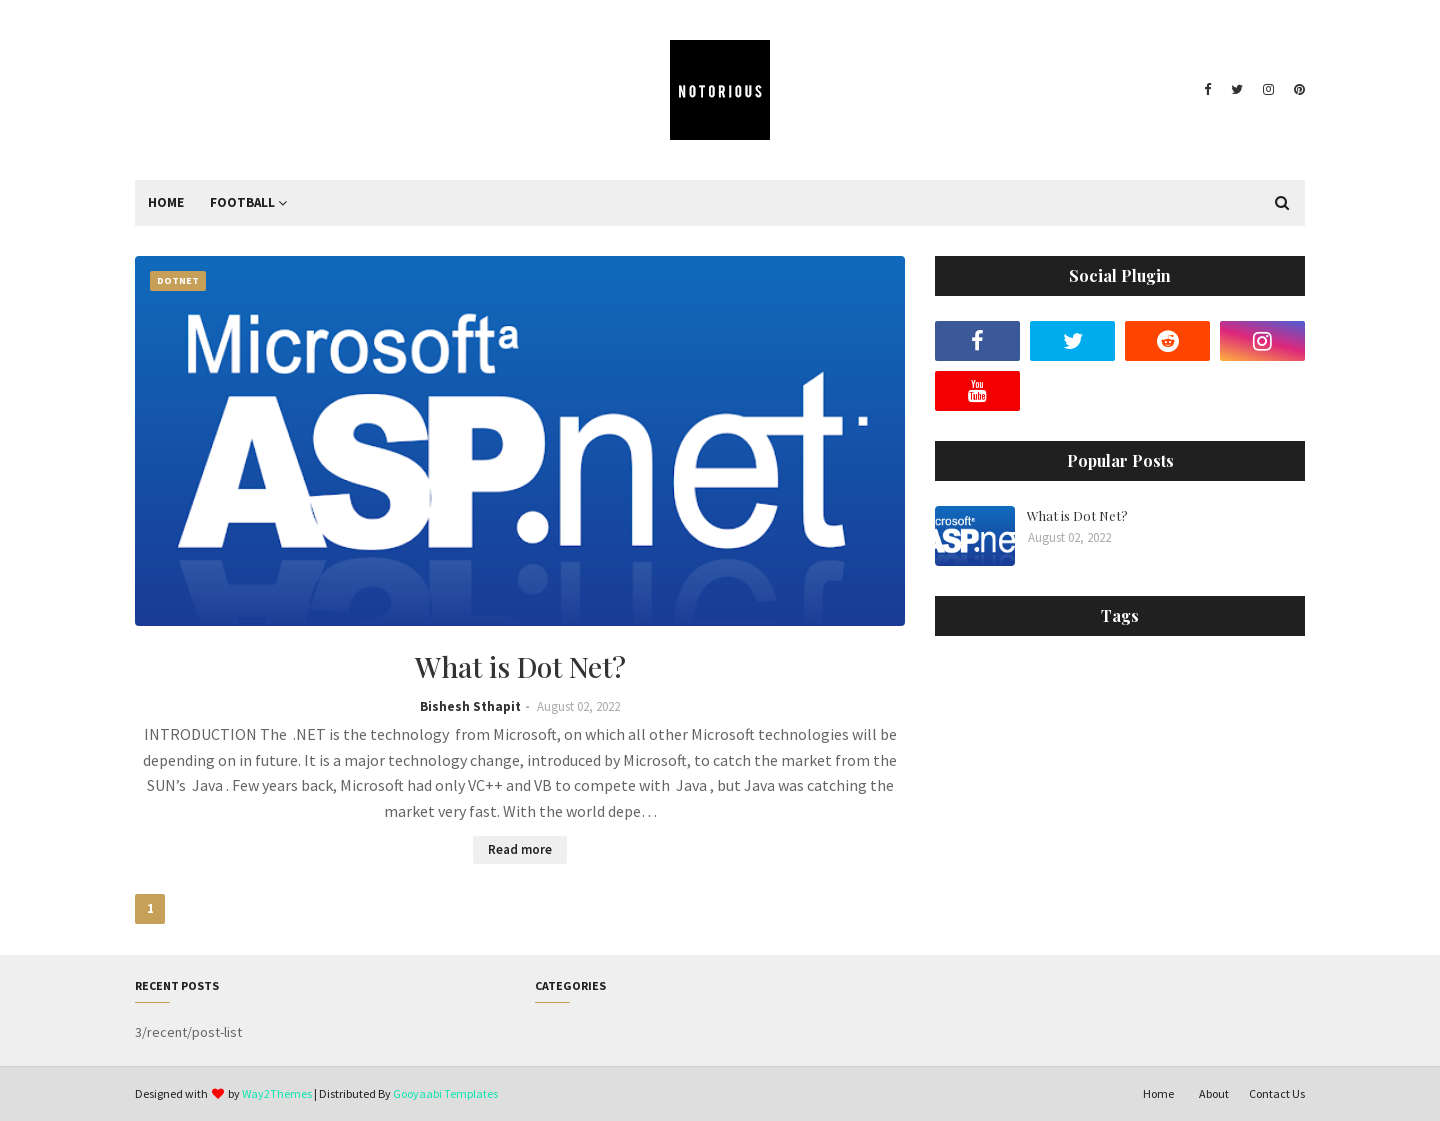 NOTORIOUS
HOME FOOTBALL
DOTNET
Microsoft a
ASP.net
What is Dot Net?
Bishesh Sthapit - August 02, 2022
INTRODUCTION The  .NET is the technology  from Microsoft, on which all other Microsoft technologies will be
depending on in future. It is a major technology change, introduced by Microsoft, to catch the market from the
SUN’s  Java . Few years back, Microsoft had only VC++ and VB to compete with  Java , but Java was catching the
market very fast. With the world depe…
Read more
1
Social Plugin
You
Tube
Popular Posts
crosoft a
ASP.ne
What is Dot Net?
August 02, 2022
Tags
RECENT POSTS
3/recent/post-list
CATEGORIES
Designed with ♥ by Way2Themes | Distributed By Gooyaabi Templates
Home About Contact Us